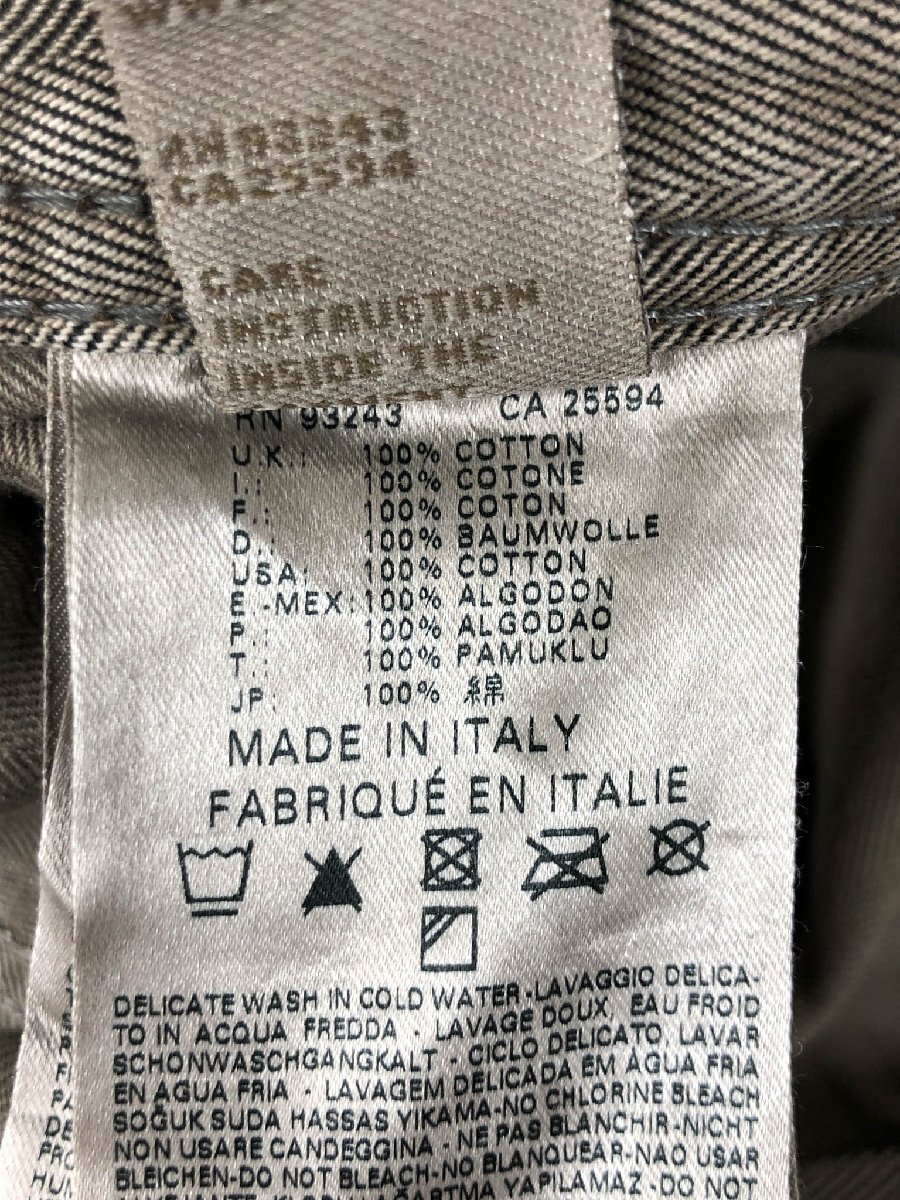 RN 93243
CA 25594
CARE
INSTRUCTION
INSIDE THE
RN 93243 CA 25594
U.K.: 100% COTTON
I.: 100% COTONE
F.: 100% COTON
D.: 100% BAUMWOLLE
USA: 100% COTTON
E.-MEX: 100% ALGODON
P.: 100% ALGODAO
T.: 100% PAMUKLU
JP: 100% 綿
MADE IN ITALY
FABRIQUÉ EN ITALIE
DELICATE WASH IN COLD WATER-LAVAGGIO DELICA-
TO IN ACQUA FREDDA - LAVAGE DOUX, EAU FROID
SCHONWASCHGANGKALT - CICLO DELICATO LAVAR
EN AGUA FRIA - LAVAGEM DELICADA EM AGUA FRIA
SOĞUK SUDA HASSAS YIKAMA-NO CHLORINE BLEACH
NON USARE CANDEGGINA - NE PAS BLANCHIR-NICHT
BLEICHEN-DO NOT BLEACH-NO BLANQUEAR-NAO USAR
AĞARTMA YAPILAMAZ-DO NOT